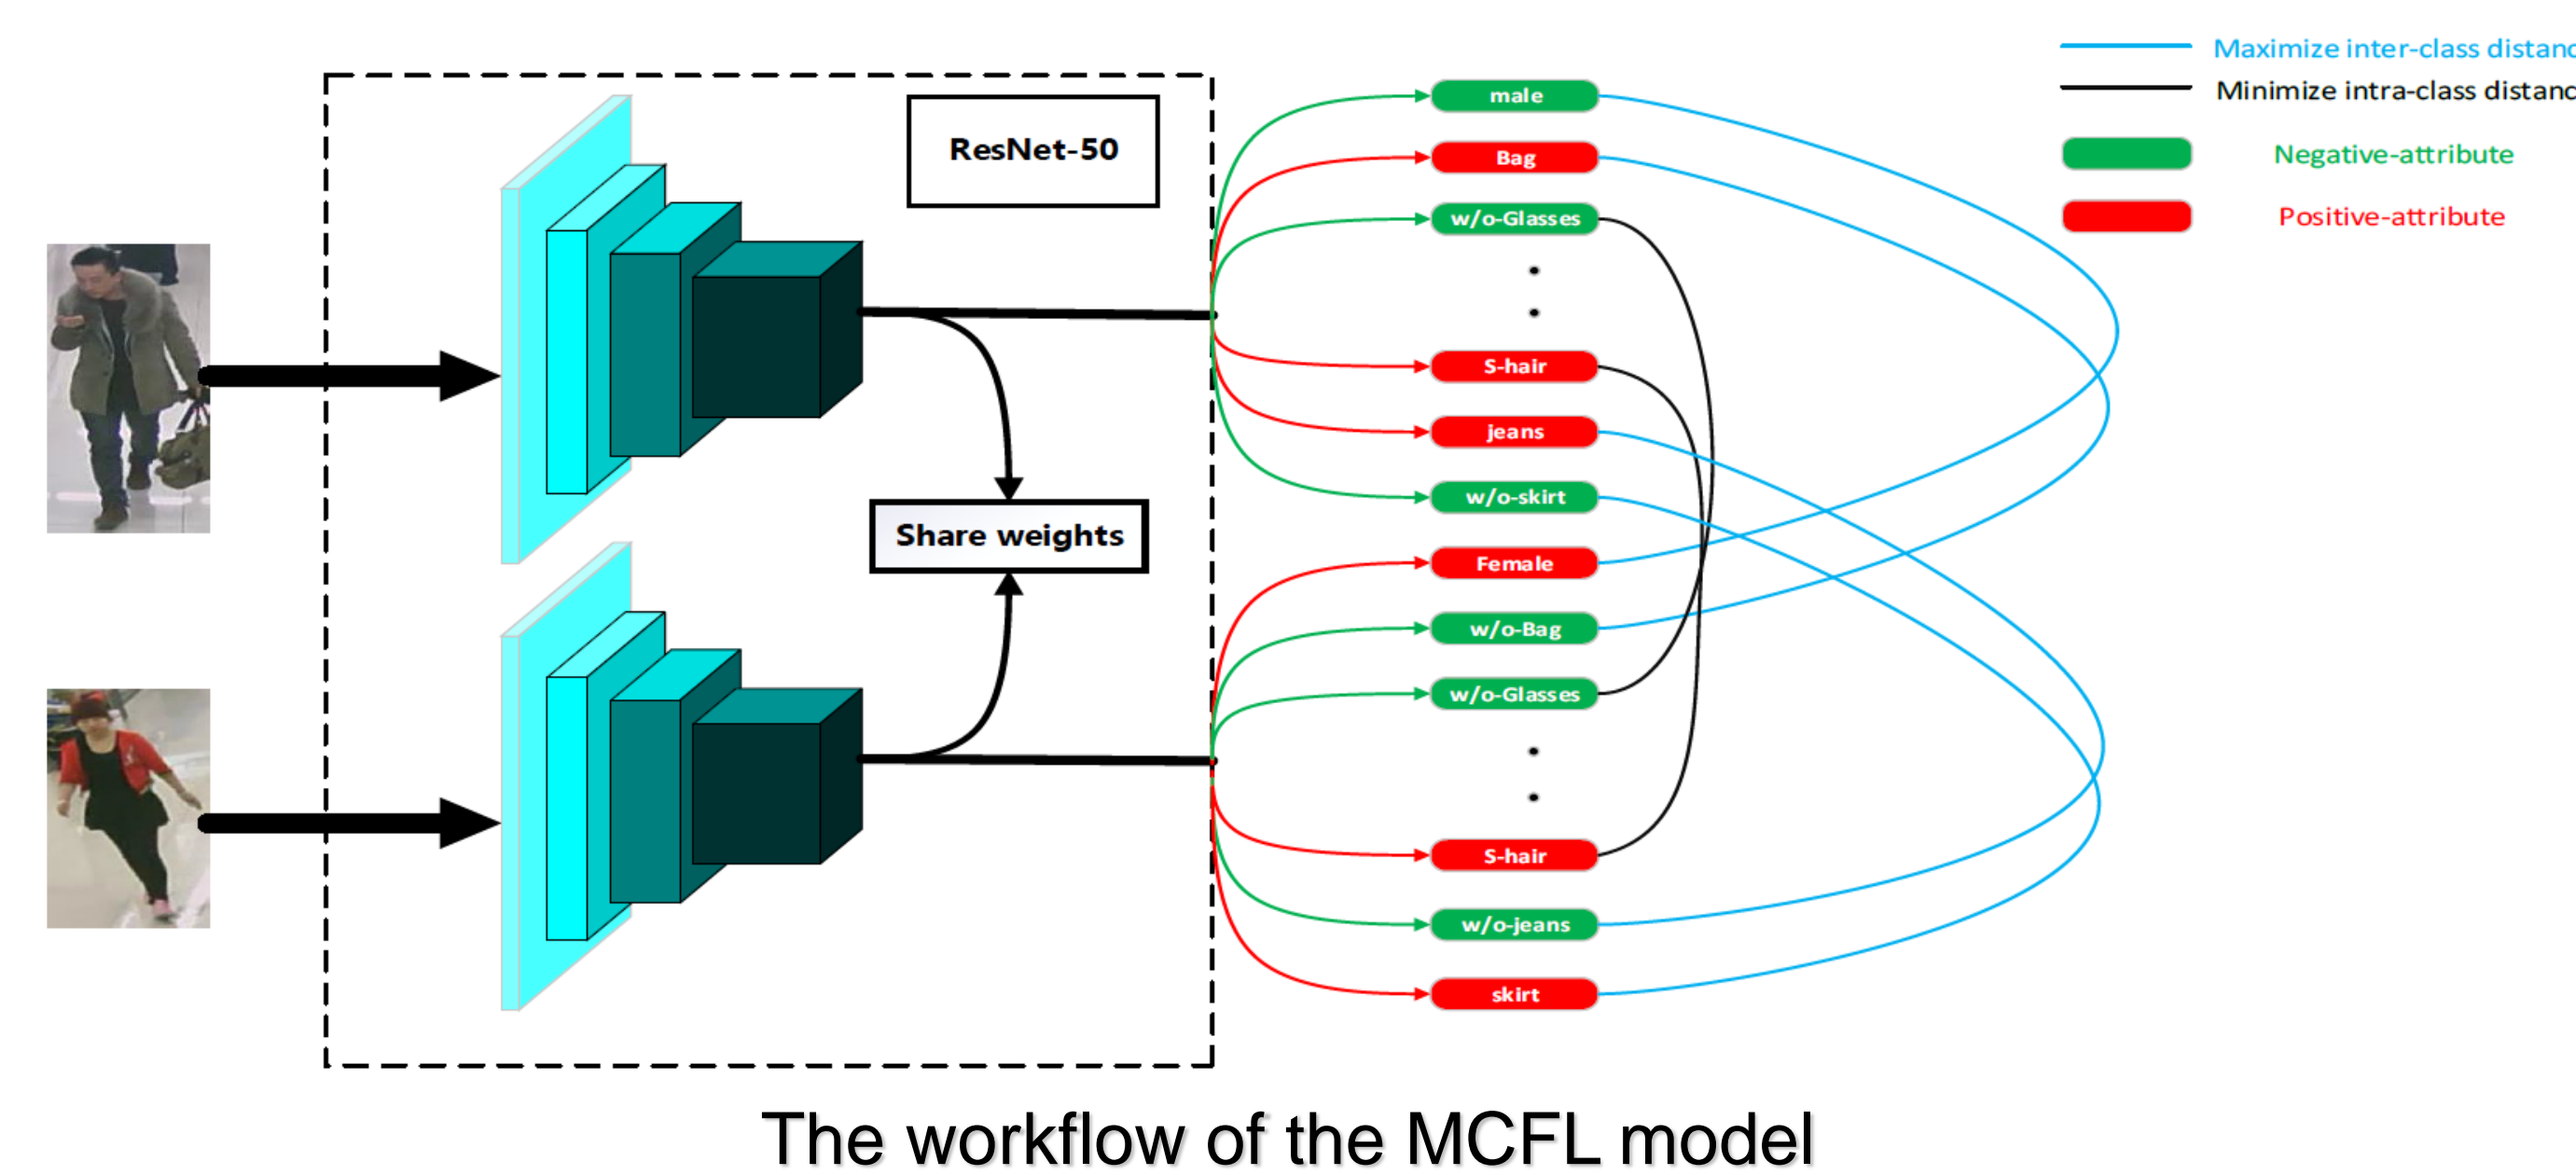 Maximize inter-class distanc
Minimize intra-class distanc
Negative-attribute
Positive-attribute
ResNet-50
Share weights
male
Bag
w/o-Glasses
S-hair
jeans
w/o-skirt
Female
w/o-Bag
w/o-Glasses
S-hair
w/o-jeans
skirt
The workflow of the MCFL model